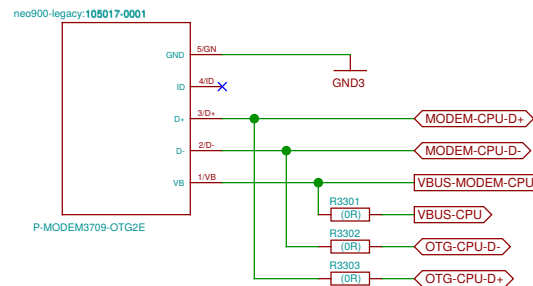 neo900-legacy:105017-0001
GND 5/GN
ID 4/ID
GND3
D+ 3/D+ MODEM-CPU-D+
D- 2/D- MODEM-CPU-D-
VB 1/VB VBUS-MODEM-CPU
R3301
(0R) VBUS-CPU
P-MODEM3709-OTG2E
R3302
(0R) OTG-CPU-D-
R3303
(0R) OTG-CPU-D+